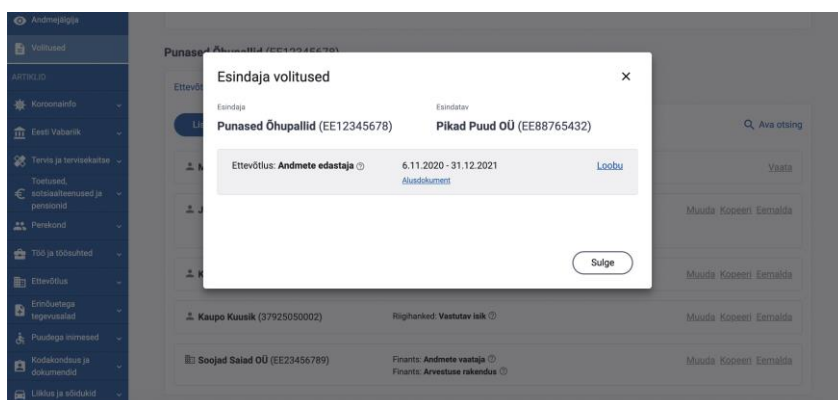 Andmejälgija
Volitused
Punased Õhupallid (EE12345678)
ARTIKLID
Koroonainfo
Eesti Vabariik
Tervis ja tervisekaitse
Toetused,
sotsiaalteenused ja
pensionid
Perekond
Töö ja töösuhted
Ettevõtlus
Erinõuetega
tegevusalad
Puudega inimesed
Kodakondsus ja
dokumendid
Liiklus ja sõidukid
Esindaja volitused
Esindaja
Esindatav
Punased Õhupallid (EE12345678)
Pikad Puud OÜ (EE88765432)
Ettevõtlus: Andmete edastaja
6.11.2020 - 31.12.2021
Loobu
Alusdokument
Sulge
Ava otsing
Vaata
Muuda Kopeeri Eemalda
Muuda Kopeeri Eemalda
Kaupo Kuusik (37925050002)
Riigihanked: Vastutav isik
Muuda Kopeeri Eemalda
Soojad Saiad OÜ (EE23456789)
Finants: Andmete vaataja
Muuda Kopeeri Eemalda
Finants: Arvestuse rakendus